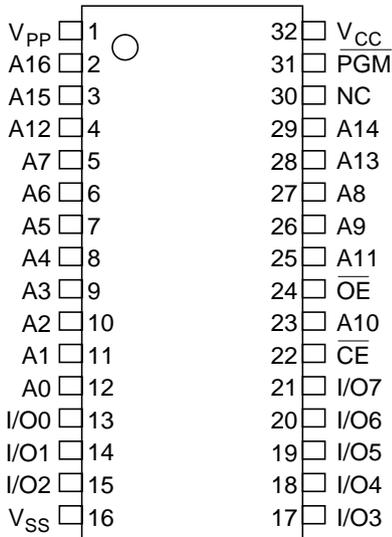 VPP 1 32 VCC
A16 2 31 PGM
A15 3 30 NC
A12 4 29 A14
A7 5 28 A13
A6 6 27 A8
A5 7 26 A9
A4 8 25 A11
A3 9 24 OE
A2 10 23 A10
A1 11 22 CE
A0 12 21 I/O7
I/O0 13 20 I/O6
I/O1 14 19 I/O5
I/O2 15 18 I/O4
VSS 16 17 I/O3